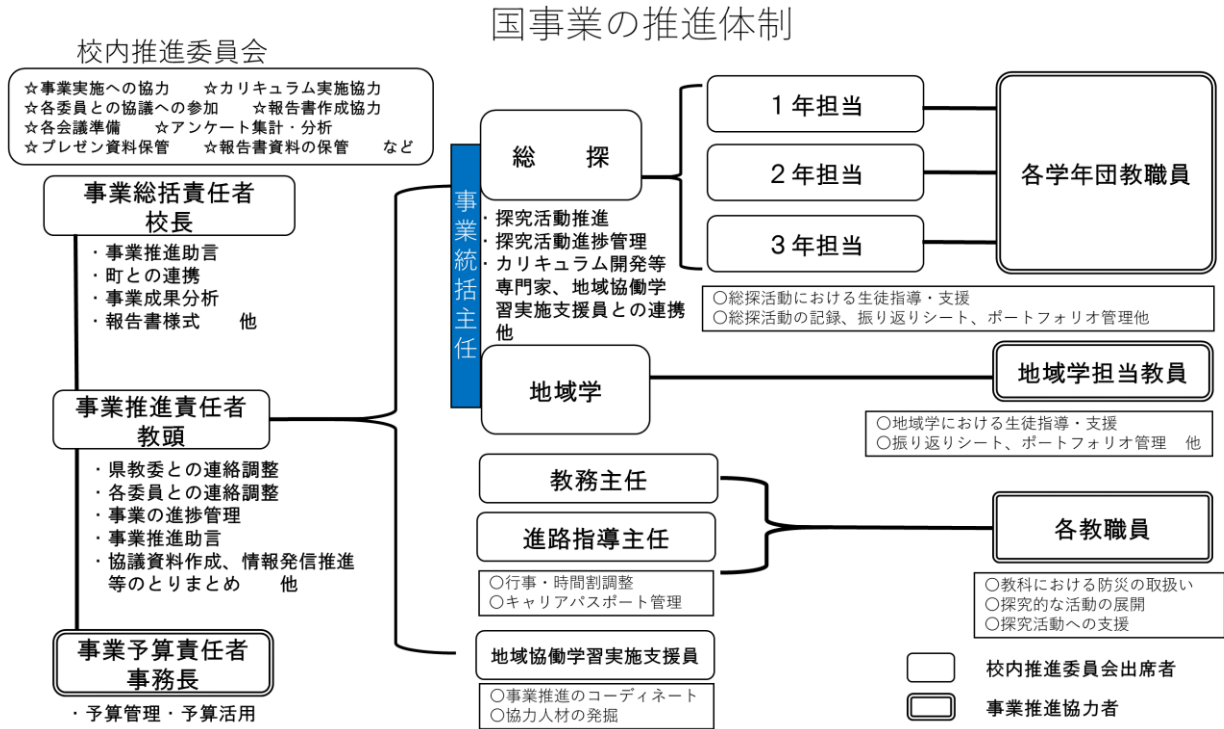 国事業の推進体制
校内推進委員会
☆事業実施への協力　☆カリキュラム実施協力
☆各委員との協議への参加　☆報告書作成協力
☆各会議準備　☆アンケート集計・分析
☆プレゼン資料保管　☆報告書資料の保管　など
事業総括責任者
校長
・事業推進助言
・町との連携
・事業成果分析
・報告書様式　他
事業推進責任者
教頭
・県教委との連絡調整
・各委員との連絡調整
・事業の進捗管理
・事業推進助言
・協議資料作成、情報発信推進
等のとりまとめ　他
事業予算責任者
事務長
・予算管理・予算活用
事業統括主任
総　探
・探究活動推進
・探究活動進捗管理
・カリキュラム開発等
専門家、地域協働学
習実施支援員との連携
他
地域学
１年担当
２年担当
３年担当
各学年団教職員
○総探活動における生徒指導・支援
○総探活動の記録、振り返りシート、ポートフォリオ管理他
地域学担当教員
○地域学における生徒指導・支援
○振り返りシート、ポートフォリオ管理　他
教務主任
進路指導主任
○行事・時間割調整
○キャリアパスポート管理
各教職員
○教科における防災の取扱い
○探究的な活動の展開
○探究活動への支援
地域協働学習実施支援員
○事業推進のコーディネート
○協力人材の発掘
校内推進委員会出席者
事業推進協力者